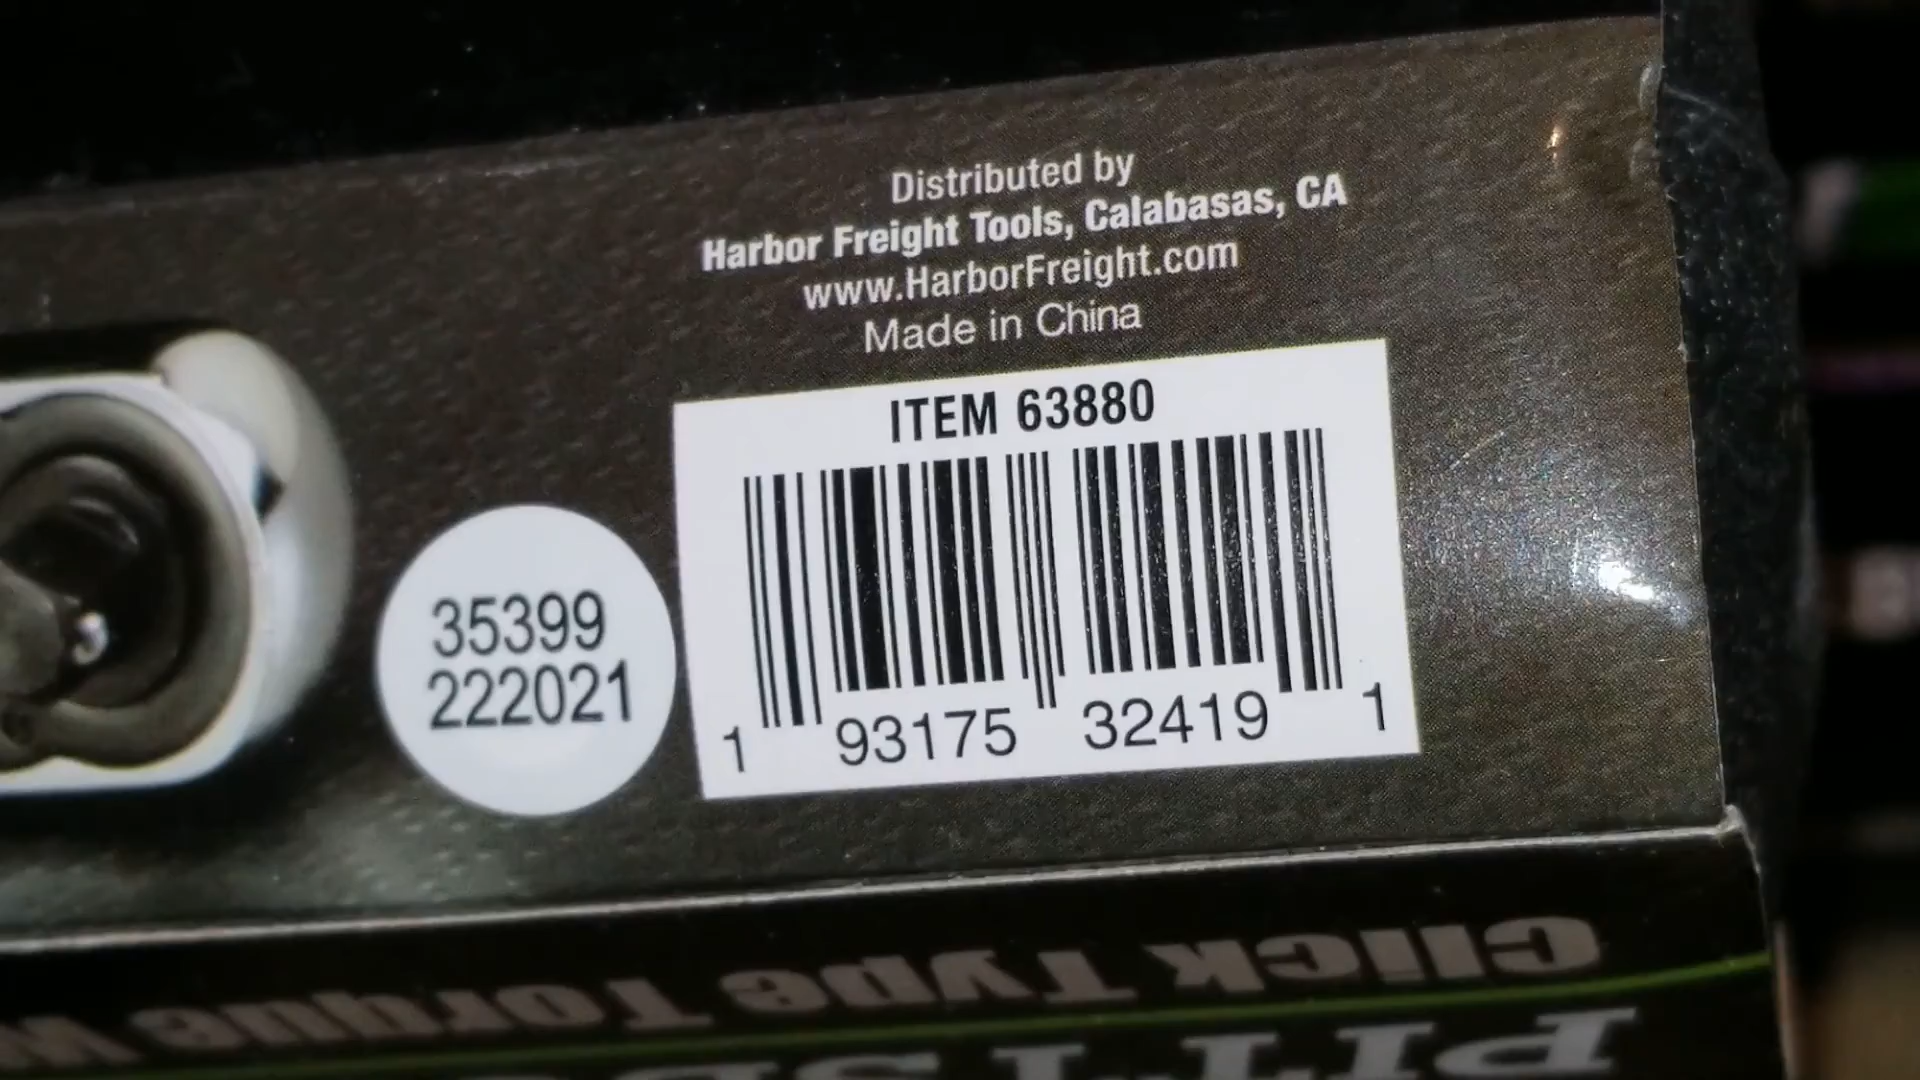 Distributed by
Harbor Freight Tools, Calabasas, CA
www.HarborFreight.com
Made in China
ITEM 63880
35399
222021
1 93175 32419 1
Click Type Torque